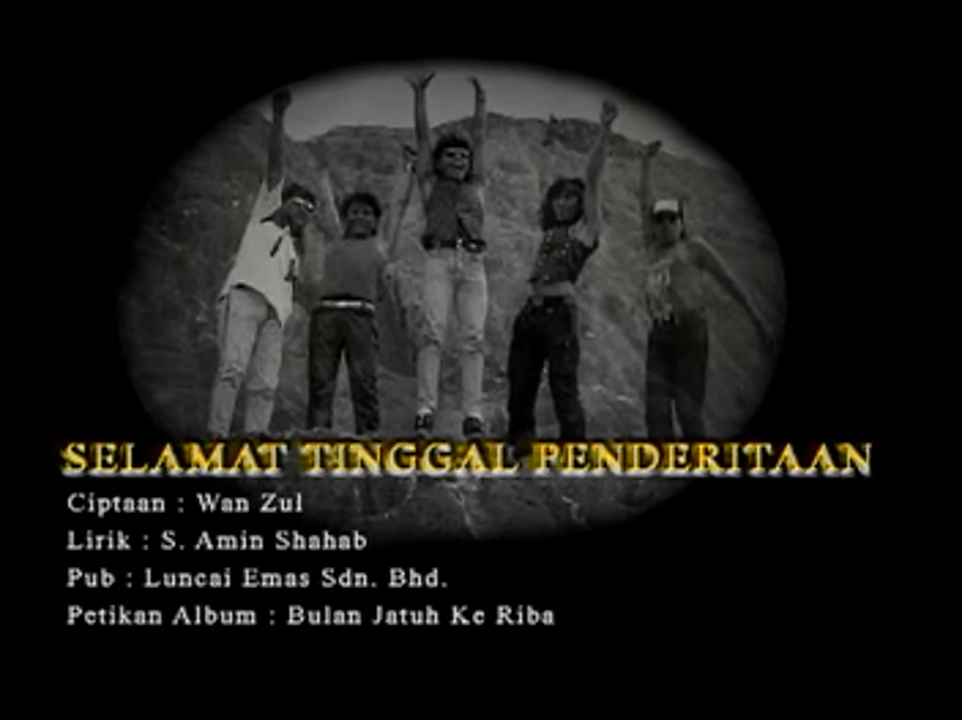 SELAMAT TINGGAL PENDERITAAN
Ciptaan : Wan Zul
Lirik : S. Amin Shahab
Pub : Luncai Emas Sdn. Bhd.
Petikan Album : Bulan Jatuh Ke Riba